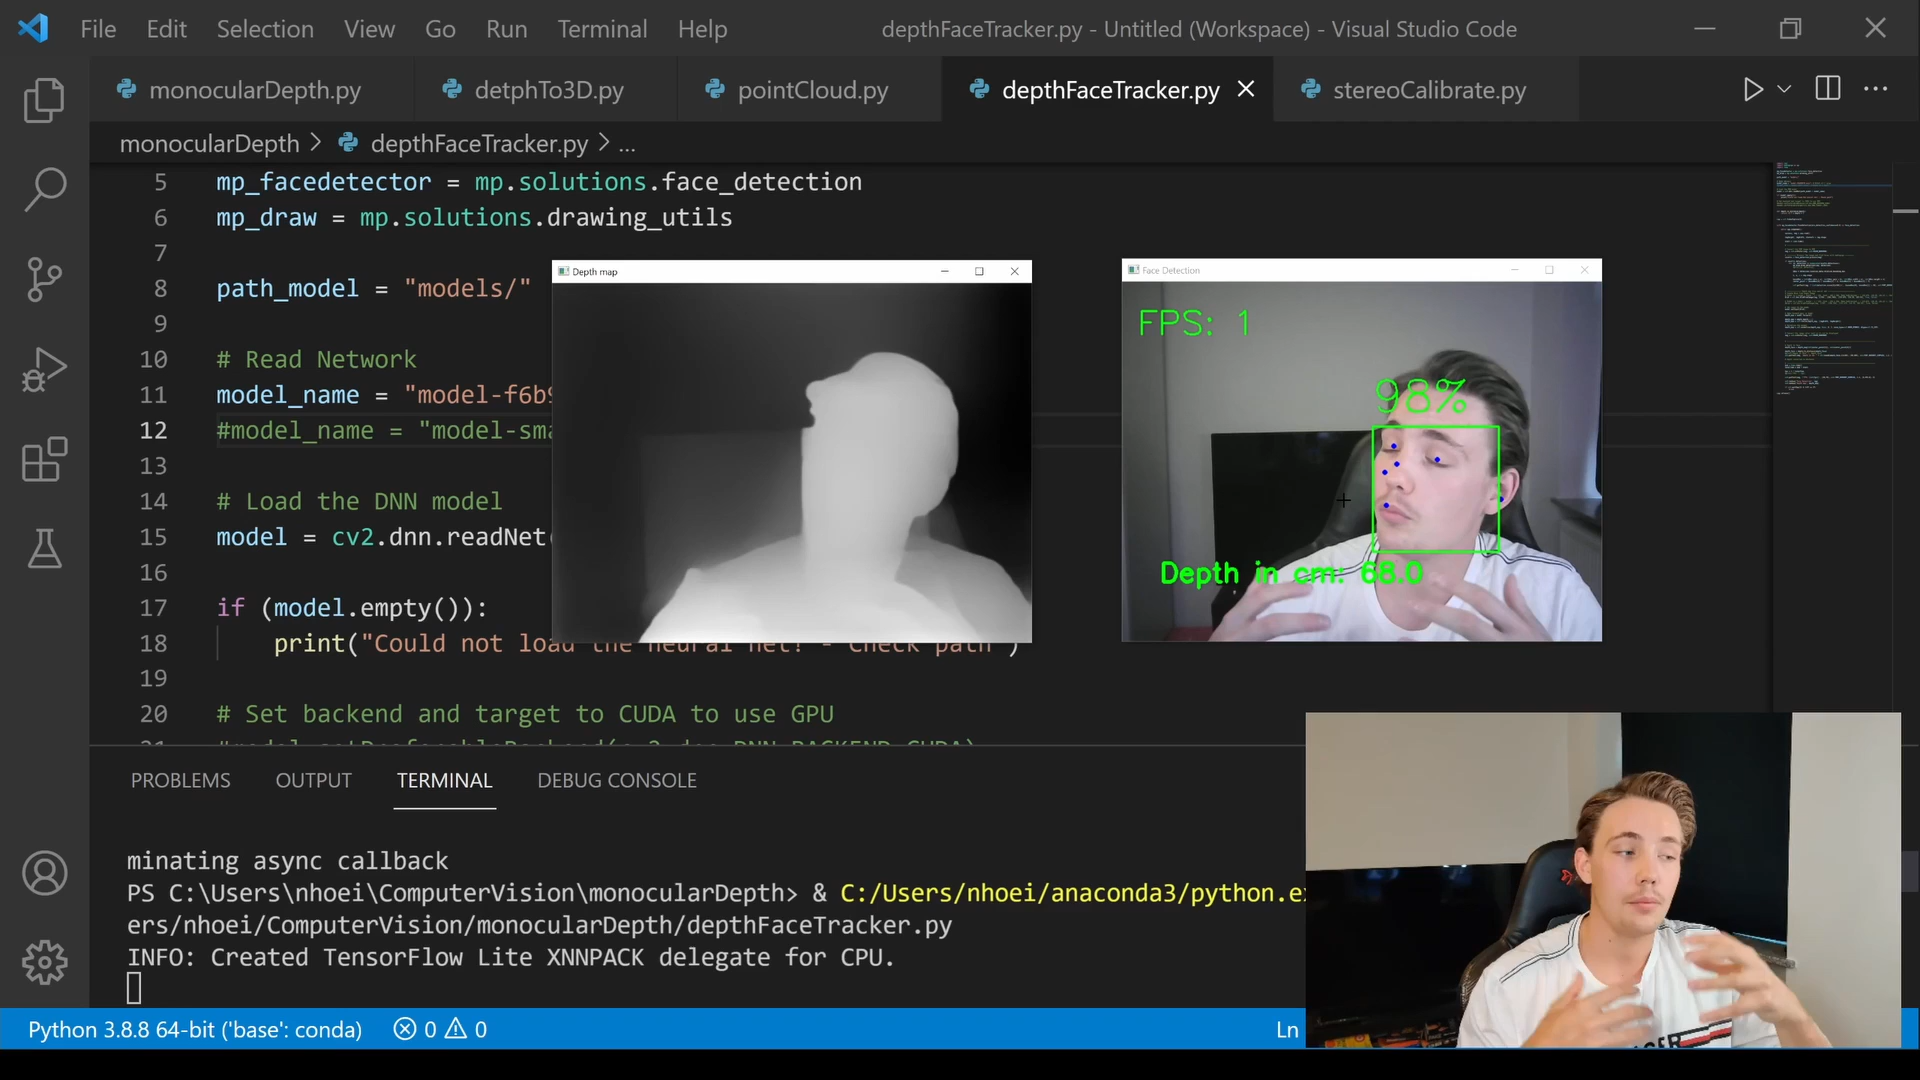 File Edit Selection View Go Run Terminal Help
depthFaceTracker.py - Untitled (Workspace) - Visual Studio Code
monocularDepth.py
detphTo3D.py
pointCloud.py
depthFaceTracker.py
stereoCalibrate.py
monocularDepth > depthFaceTracker.py > ...
5 mp_facedetector = mp.solutions.face_detection
6 mp_draw = mp.solutions.drawing_utils
7
8 path_model = "models/"
9
10 # Read Network
11 model_name = "model-f6b9
12 #model_name = "model-sma
13
14 # Load the DNN model
15 model = cv2.dnn.readNet(
16
17 if (model.empty()):
18 print("Could not load the neural net! - Check path")
19
20 # Set backend and target to CUDA to use GPU
Depth map
Face Detection
FPS: 1
98%
Depth in cm: 68.0
PROBLEMS OUTPUT TERMINAL DEBUG CONSOLE
minating async callback
PS C:\Users\nhoei\ComputerVision\monocularDepth> & C:/Users/nhoei/anaconda3/python.ex
ers/nhoei/ComputerVision/monocularDepth/depthFaceTracker.py
INFO: Created TensorFlow Lite XNNPACK delegate for CPU.
Python 3.8.8 64-bit ('base': conda) 0 0
Ln